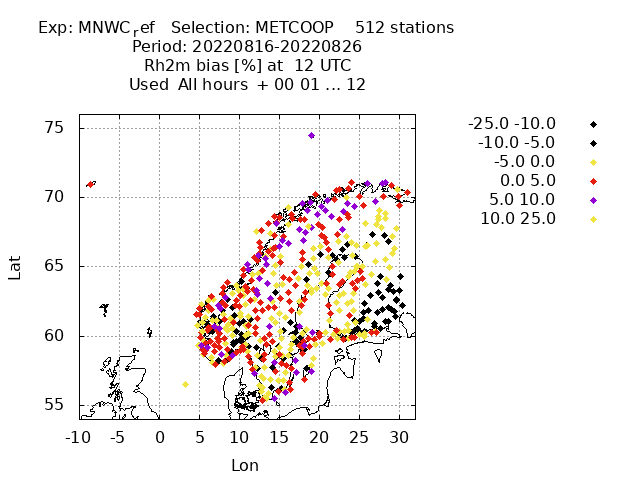 Exp: MNWC_ref   Selection: METCOOP    512 stations
Period: 20220816-20220826
Rh2m bias [%] at  12 UTC
Used  All hours  + 00 01 ... 12
-25.0 -10.0
-10.0 -5.0
-5.0 0.0
0.0 5.0
5.0 10.0
10.0 25.0
75
70
65
60
55
Lat
-10 -5 0 5 10 15 20 25 30
Lon